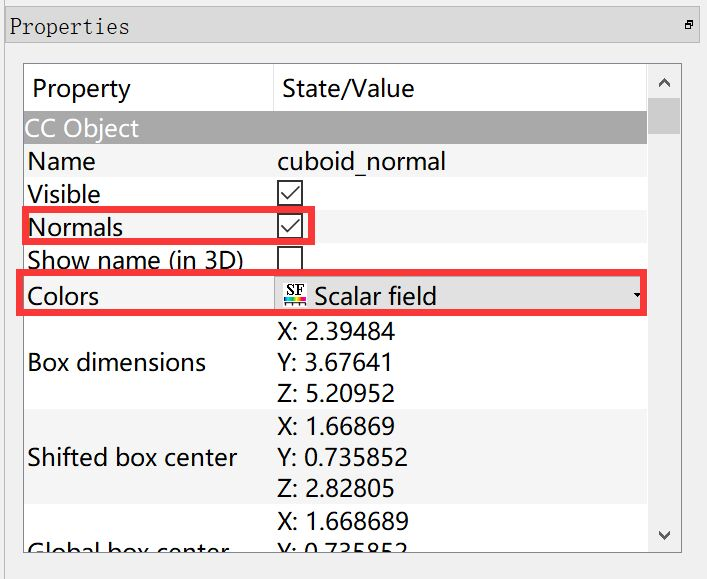 Properties
Property State/Value
CC Object
Name cuboid_normal
Visible
Normals
Show name (in 3D)
Colors SF Scalar field
X: 2.39484
Box dimensions Y: 3.67641
Z: 5.20952
X: 1.66869
Shifted box center Y: 0.735852
Z: 2.82805
X: 1.668689
Global box center Y: 0.735852